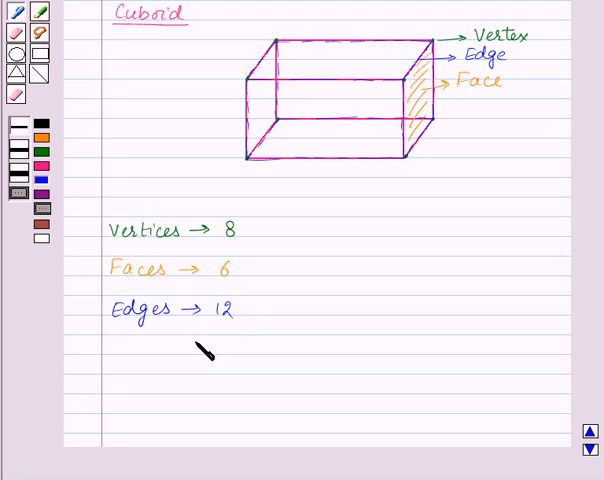 Cuboid
Vertex
Edge
Face
Vertices → 8
Faces → 6
Edges → 12